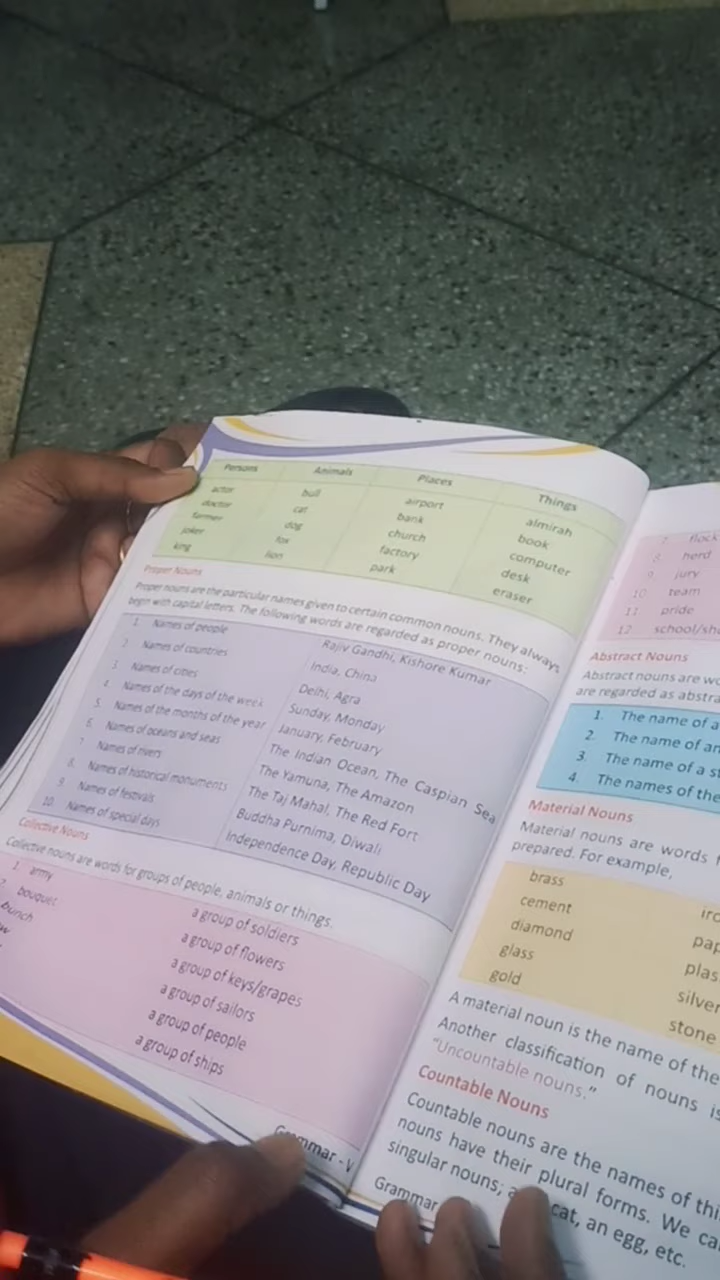 Persons Animals Places Things
actor bull airport almirah
doctor cat bank book
farmer dog church computer
joker fox factory desk
king lion park eraser
Proper Nouns
Proper nouns are the particular names given to certain common nouns. They always
begin with capital letters. The following words are regarded as proper nouns:
1. Names of people Rajiv Gandhi, Kishore Kumar
2. Names of countries India, China
3. Names of cities Delhi, Agra
4. Names of the days of the week Sunday, Monday
5. Names of the months of the year January, February
6. Names of oceans and seas The Indian Ocean, The Caspian Sea
7. Names of rivers The Yamuna, The Amazon
8. Names of historical monuments The Taj Mahal, The Red Fort
9. Names of festivals Buddha Purnima, Diwali
10. Names of special days Independence Day, Republic Day
Collective Nouns
Collective nouns are words for groups of people, animals or things.
1. army a group of soldiers
2. bouquet a group of flowers
bunch a group of keys/grapes
a group of sailors
a group of people
a group of ships
Grammar - V
7. flock
8. herd
9. jury
10. team
11. pride
12. school/
Abstract Nouns
Abstract nouns are
are regarded as
1. The name of a
2. The name of
3. The name of a
4. The names of the
Material Nouns
Material nouns are words
prepared. For example,
brass
cement
diamond
glass
gold silver
stone
A material noun is the name of the
Another classification of nouns is
"Uncountable nouns."
Countable Nouns
Countable nouns are the names of
nouns have their plural forms. We
singular nouns; a cat, an egg, etc.
Grammar